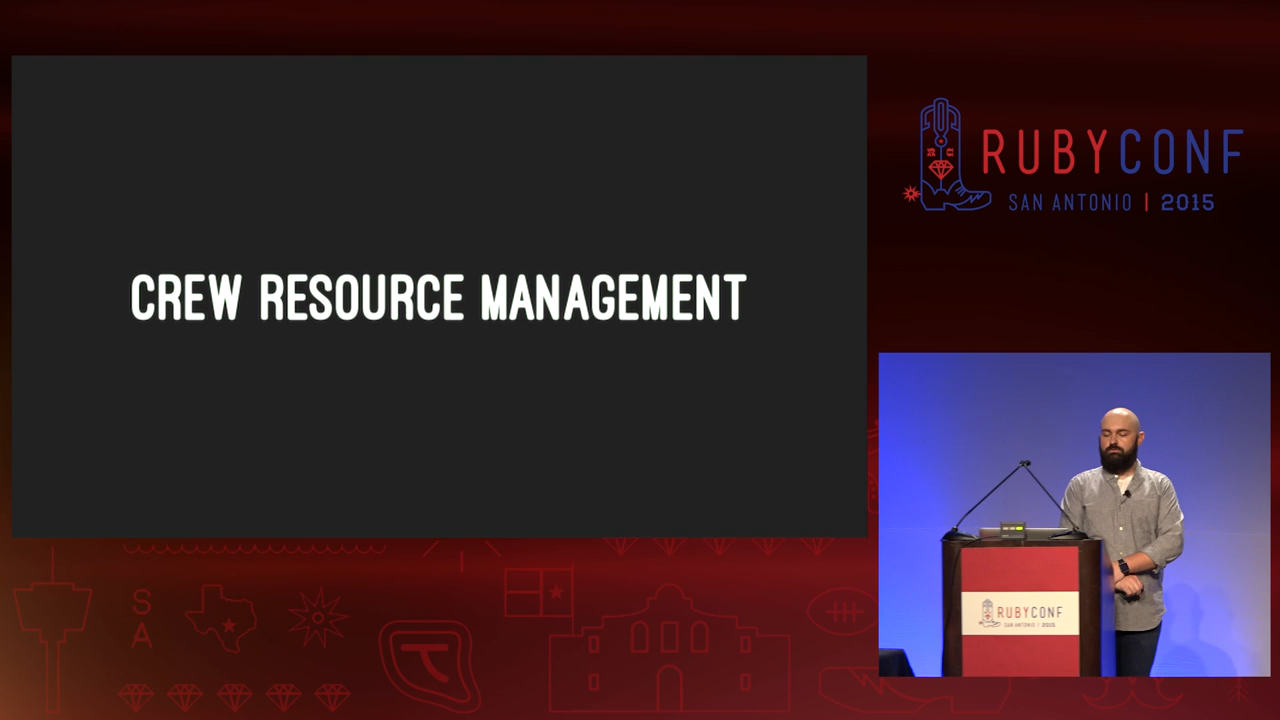 CREW RESOURCE MANAGEMENT
RUBYCONF
SAN ANTONIO | 2015
RUBYCONF
SAN ANTONIO | 2015
S
A